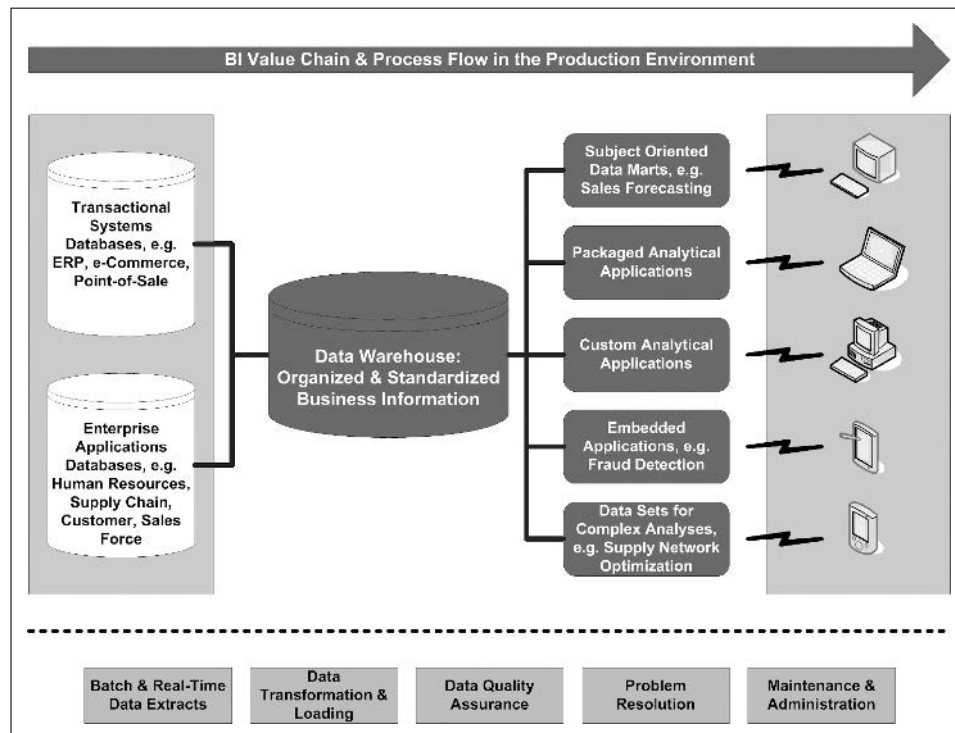 BI Value Chain & Process Flow in the Production Environment
Transactional
Systems
Databases, e.g.
ERP, e-Commerce,
Point-of-Sale
Enterprise
Applications
Databases, e.g.
Human Resources,
Supply Chain,
Customer, Sales
Force
Data Warehouse:
Organized & Standardized
Business Information
Subject Oriented
Data Marts, e.g.
Sales Forecasting
Packaged Analytical
Applications
Custom Analytical
Applications
Embedded
Applications, e.g.
Fraud Detection
Data Sets for
Complex Analyses,
e.g. Supply Network
Optimization
Batch & Real-Time
Data Extracts
Data
Transformation &
Loading
Data Quality
Assurance
Problem
Resolution
Maintenance &
Administration